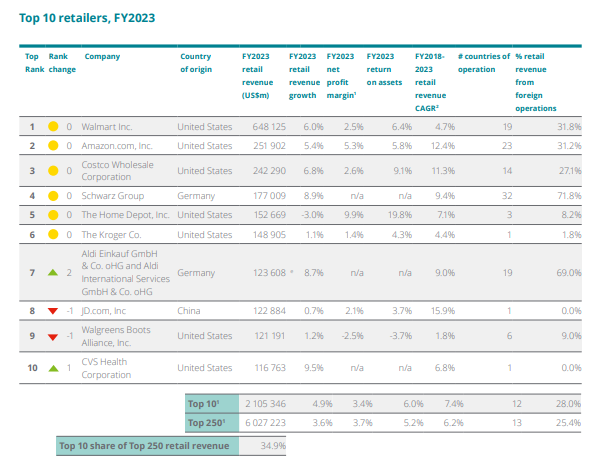 Top 10 retailers, FY2023
Top Rank Rank change Company Country of origin FY2023 retail revenue (US$m) FY2023 retail revenue growth FY2023 net profit margin¹ FY2023 return on assets FY2018-2023 retail revenue CAGR² # countries of operation % retail revenue from foreign operations
1 0 Walmart Inc. United States 648 125 6.0% 2.5% 6.4% 4.7% 19 31.8%
2 0 Amazon.com, Inc. United States 251 902 5.4% 5.3% 5.8% 12.4% 23 31.2%
3 0 Costco Wholesale Corporation United States 242 290 6.8% 2.6% 9.1% 11.3% 14 27.1%
4 0 Schwarz Group Germany 177 009 8.9% n/a n/a 9.4% 32 71.8%
5 0 The Home Depot, Inc. United States 152 669 -3.0% 9.9% 19.8% 7.1% 3 8.2%
6 0 The Kroger Co. United States 148 905 1.1% 1.4% 4.3% 4.4% 1 1.8%
7 2 Aldi Einkauf GmbH & Co. oHG and Aldi International Services GmbH & Co. oHG Germany 123 608 ᵉ 8.7% n/a n/a 9.0% 19 69.0%
8 -1 JD.com, Inc China 122 884 0.7% 2.1% 3.7% 15.9% 1 0.0%
9 -1 Walgreens Boots Alliance, Inc. United States 121 191 1.2% -2.5% -3.7% 1.8% 6 9.0%
10 1 CVS Health Corporation United States 116 763 9.5% n/a n/a 6.8% 1 0.0%
Top 10¹ 2 105 346 4.9% 3.4% 6.0% 7.4% 12 28.0%
Top 250¹ 6 027 223 3.6% 3.7% 5.2% 6.2% 13 25.4%
Top 10 share of Top 250 retail revenue 34.9%